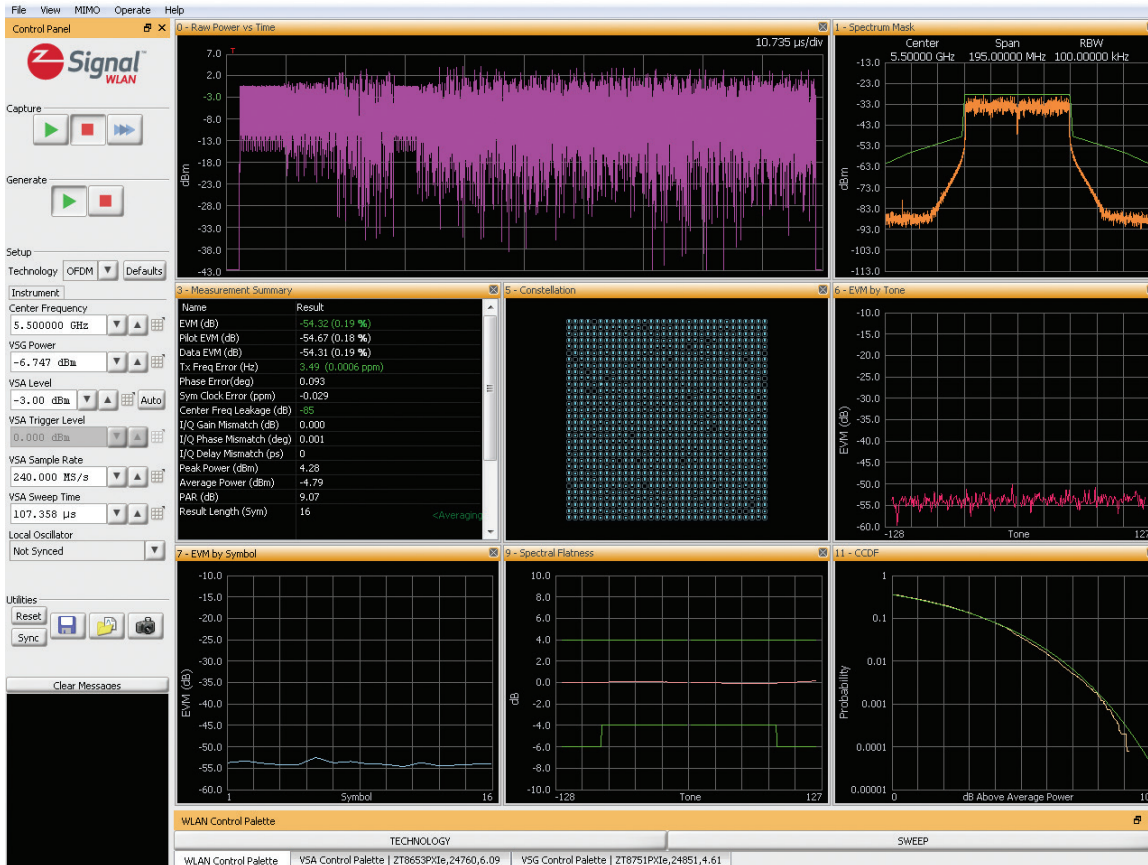 File View MIMO Operate Help
Control Panel
Z Signal™
WLAN
Capture
Generate
Setup
Technology OFDM Defaults
Instrument
Center Frequency
5.500000 GHz
VSG Power
-6.747 dBm
VSA Level
-3.00 dBm Auto
VSA Trigger Level
0.000 dBm
VSA Sample Rate
240.000 MS/s
VSA Sweep Time
107.358 µs
Local Oscillator
Not Synced
Utilities
Reset
Sync
Clear Messages
0 - Raw Power vs Time
10.735 µs/div
T
7.0
2.0
-3.0
-8.0
-13.0
-18.0
-23.0
-28.0
-33.0
-38.0
-43.0
dBm
1 - Spectrum Mask
Center Span RBW
5.50000 GHz 195.00000 MHz 100.00000 kHz
-13.0
-23.0
-33.0
-43.0
-53.0
-63.0
-73.0
-83.0
-93.0
-103.0
-113.0
dBm
3 - Measurement Summary
Name Result
EVM (dB) -54.32 (0.19 %)
Pilot EVM (dB) -54.67 (0.18 %)
Data EVM (dB) -54.31 (0.19 %)
Tx Freq Error (Hz) 3.49 (0.0006 ppm)
Phase Error(deg) 0.093
Sym Clock Error (ppm) -0.029
Center Freq Leakage (dB) -85
I/Q Gain Mismatch (dB) 0.000
I/Q Phase Mismatch (deg) 0.001
I/Q Delay Mismatch (ps) 0
Peak Power (dBm) 4.28
Average Power (dBm) -4.79
PAR (dB) 9.07
Result Length (Sym) 16
<Averaging
5 - Constellation
6 - EVM by Tone
-10.0
-15.0
-20.0
-25.0
-30.0
-35.0
-40.0
-45.0
-50.0
-55.0
-60.0
EVM (dB)
-128 Tone 127
7 - EVM by Symbol
-10.0
-15.0
-20.0
-25.0
-30.0
-35.0
-40.0
-45.0
-50.0
-55.0
-60.0
EVM (dB)
1 Symbol 16
9 - Spectral Flatness
10.0
8.0
6.0
4.0
2.0
0.0
-2.0
-4.0
-6.0
-8.0
-10.0
dB
-128 Tone 127
11 - CCDF
1
0.1
0.01
0.001
0.0001
0.00001
Probability
0 dB Above Average Power 10
WLAN Control Palette
TECHNOLOGY SWEEP
WLAN Control Palette VSA Control Palette | ZT8653PXIe,24760,6.09 VSG Control Palette | ZT8751PXIe,24851,4.61